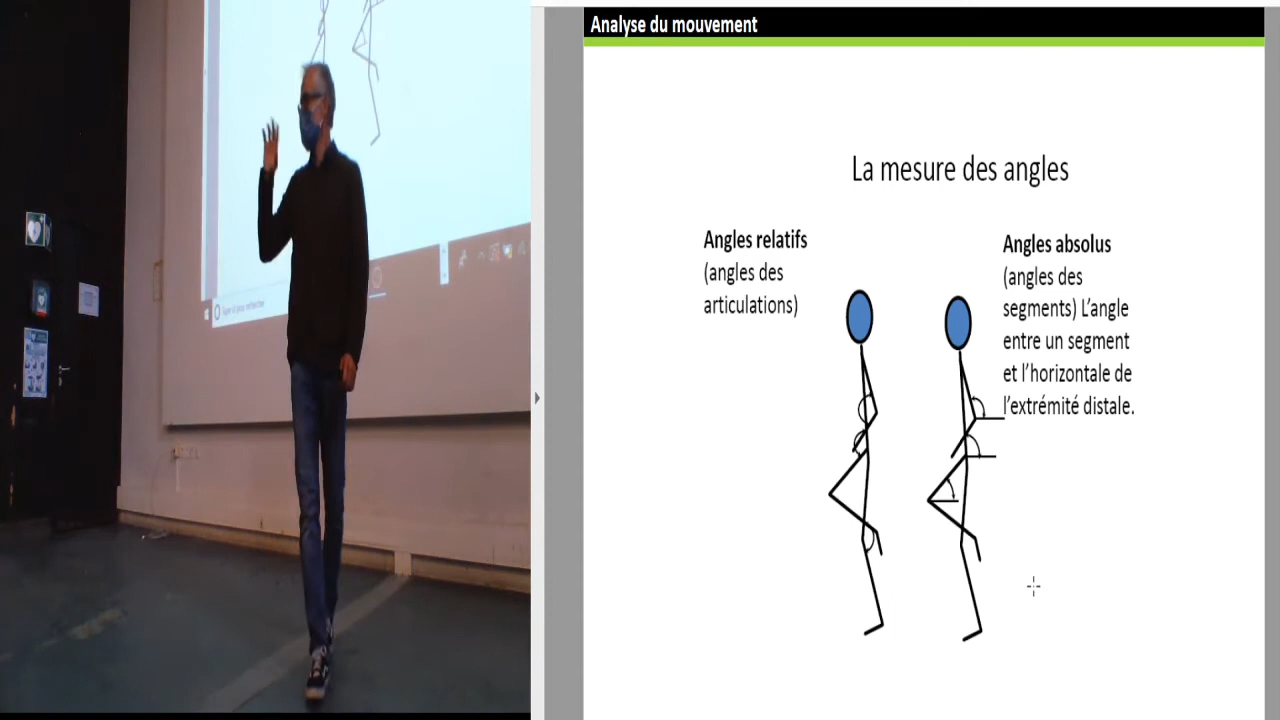 Analyse du mouvement
La mesure des angles
Angles relatifs
(angles des
articulations)
Angles absolus
(angles des
segments) L'angle
entre un segment
et l'horizontale de
l'extrémité distale.